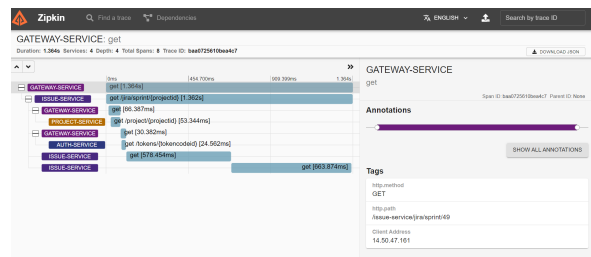 Zipkin
Find a trace
Dependencies
ENGLISH
Search by trace ID
GATEWAY-SERVICE: get
Duration: 1.364s Services: 4 Depth: 4 Total Spans: 8 Trace ID: baa0725610bea4c7
DOWNLOAD JSON
0ms 454.700ms 909.399ms 1.364s
GATEWAY-SERVICE get [1.364s]
ISSUE-SERVICE get /jira/sprint/{projectid} [1.362s]
GATEWAY-SERVICE get [66.387ms]
PROJECT-SERVICE get /project/{projectid} [53.344ms]
GATEWAY-SERVICE get [30.382ms]
AUTH-SERVICE get /tokens/{tokencodeid} [24.562ms]
ISSUE-SERVICE get [578.454ms]
ISSUE-SERVICE get [663.874ms]
GATEWAY-SERVICE
get
Span ID: baa0725610bea4c7 Parent ID: None
Annotations
SHOW ALL ANNOTATIONS
Tags
http.method
GET
http.path
/issue-service/jira/sprint/49
Client Address
14.50.47.161